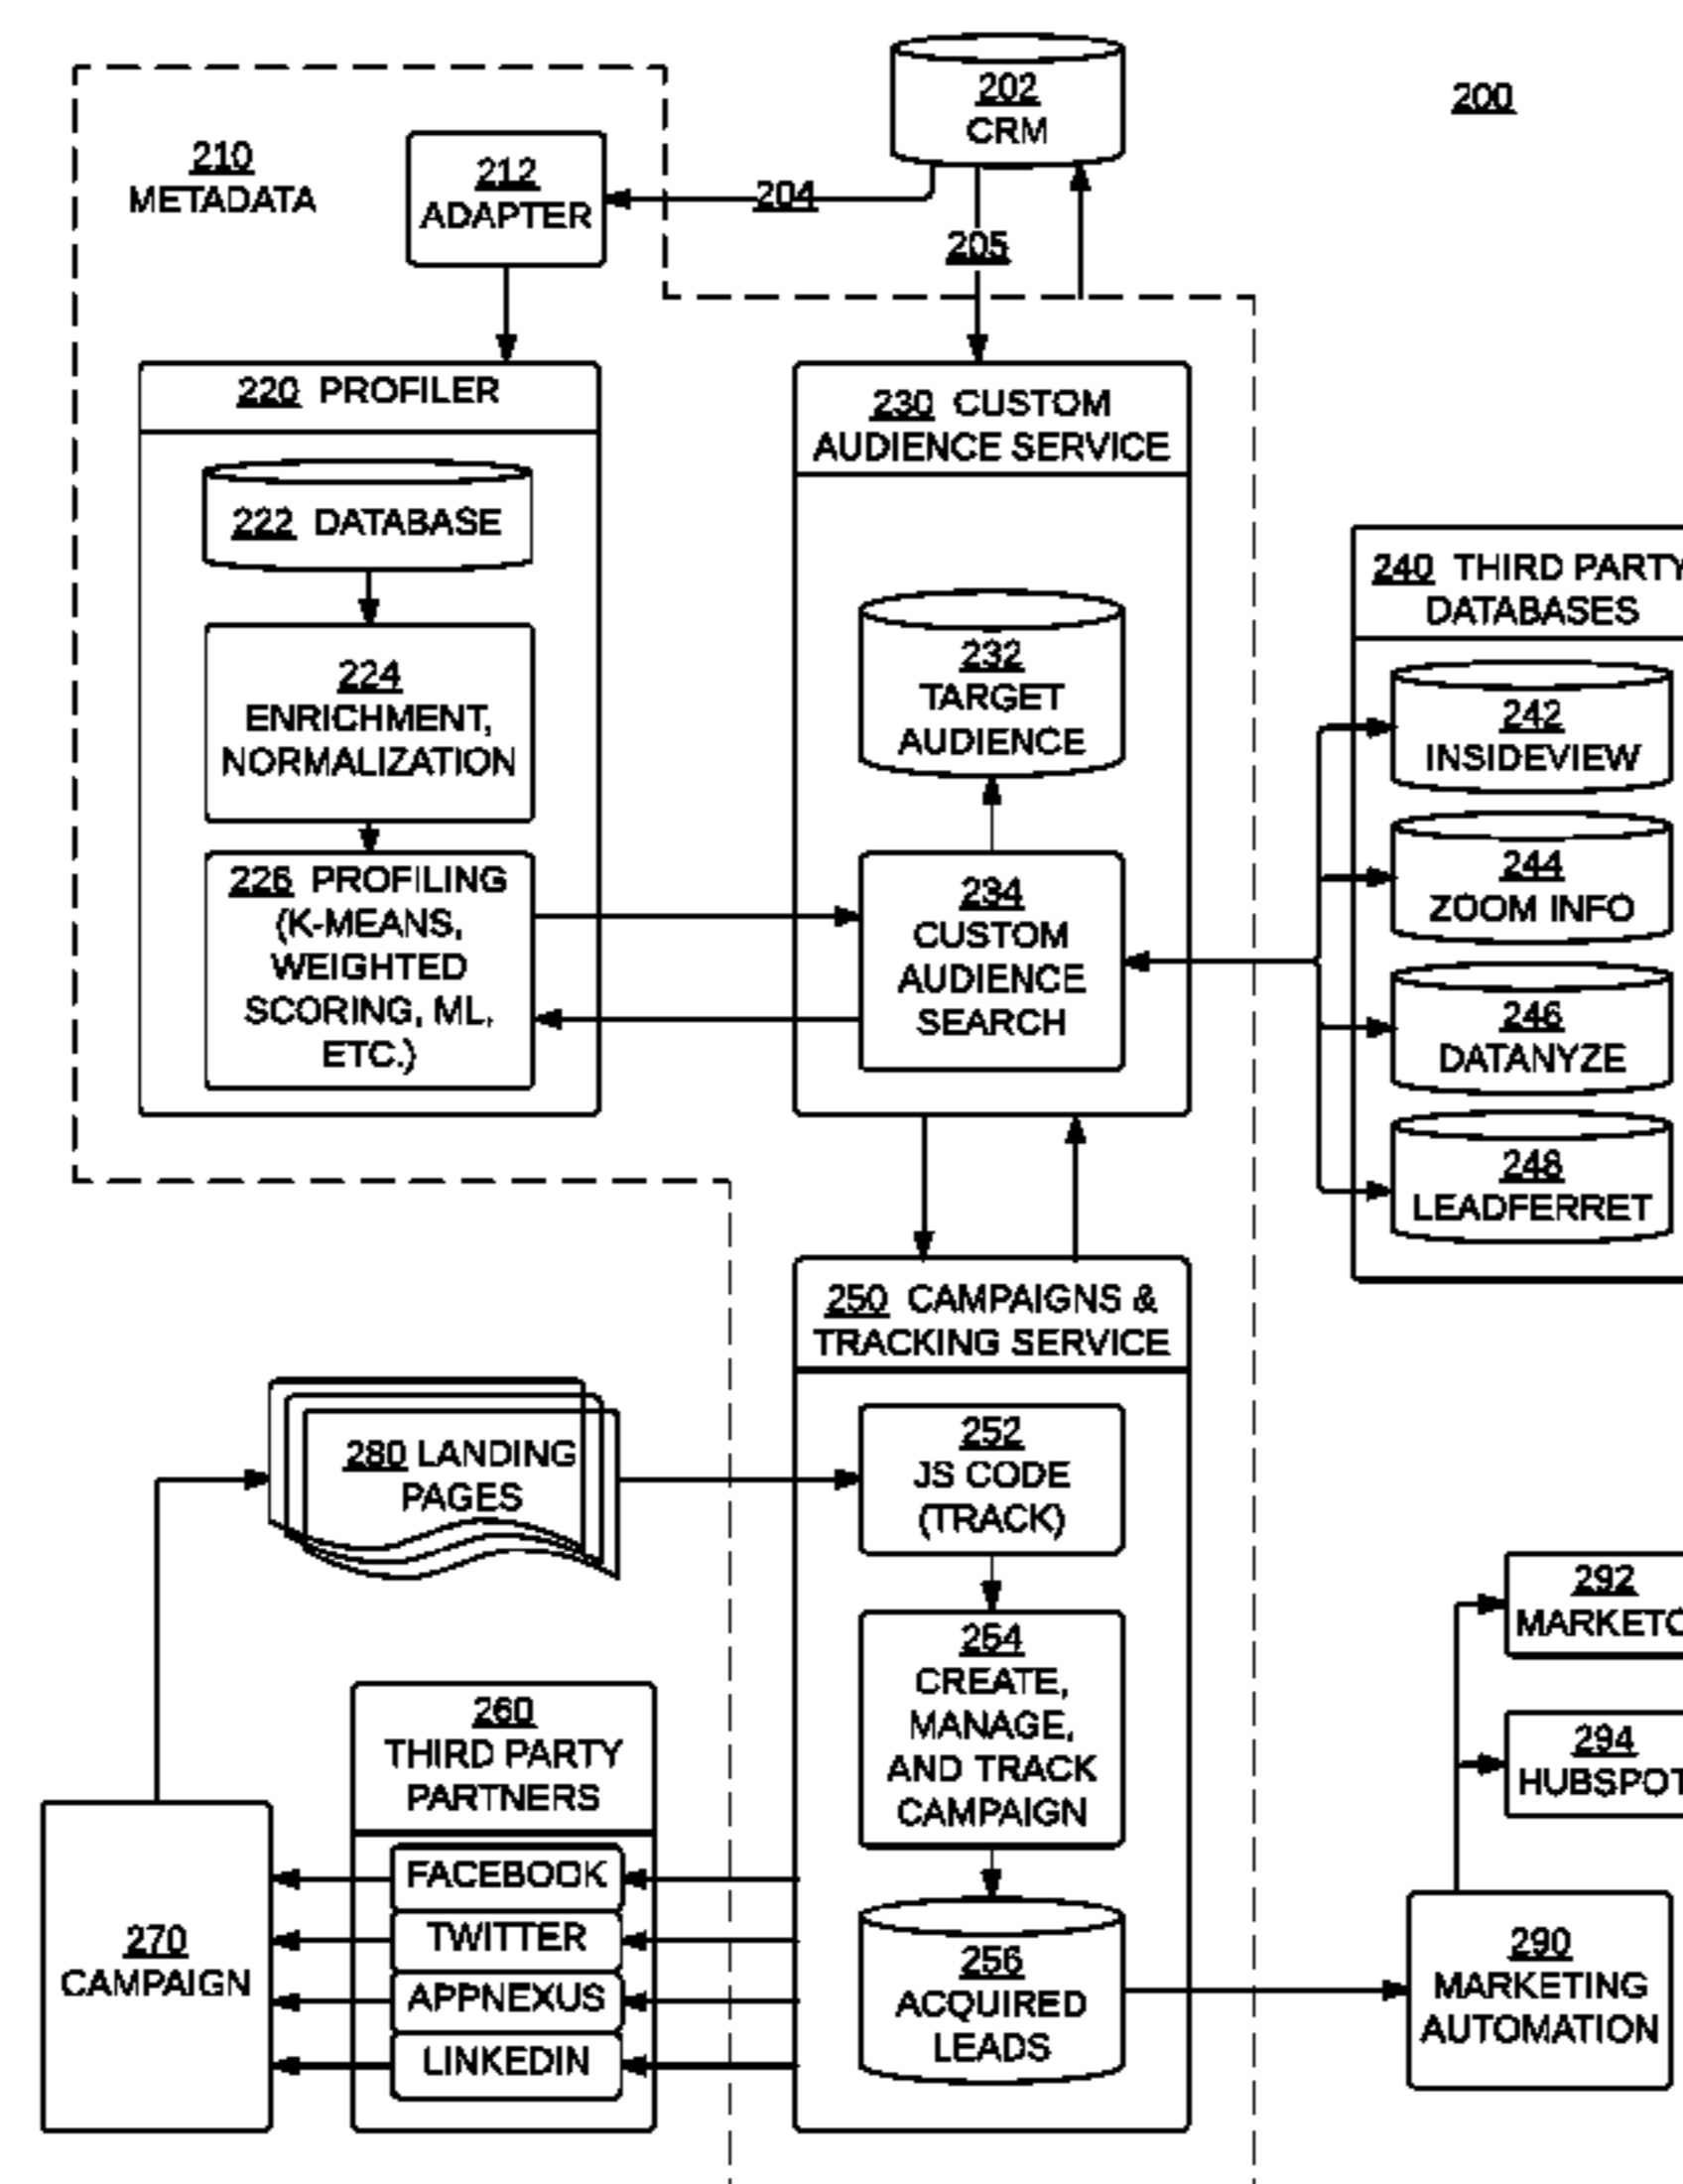 200
202
CRM
210
METADATA
212
ADAPTER
204
205
220 PROFILER
222 DATABASE
224
ENRICHMENT,
NORMALIZATION
226 PROFILING
(K-MEANS,
WEIGHTED
SCORING, ML,
ETC.)
230 CUSTOM
AUDIENCE SERVICE
232
TARGET
AUDIENCE
234
CUSTOM
AUDIENCE
SEARCH
240 THIRD PARTY
DATABASES
242
INSIDEVIEW
244
ZOOM INFO
246
DATANYZE
248
LEADFERRET
250 CAMPAIGNS &
TRACKING SERVICE
252
JS CODE
(TRACK)
254
CREATE,
MANAGE,
AND TRACK
CAMPAIGN
256
ACQUIRED
LEADS
280 LANDING
PAGES
260
THIRD PARTY
PARTNERS
FACEBOOK
TWITTER
APPNEXUS
LINKEDIN
270
CAMPAIGN
292
MARKETO
294
HUBSPOT
290
MARKETING
AUTOMATION